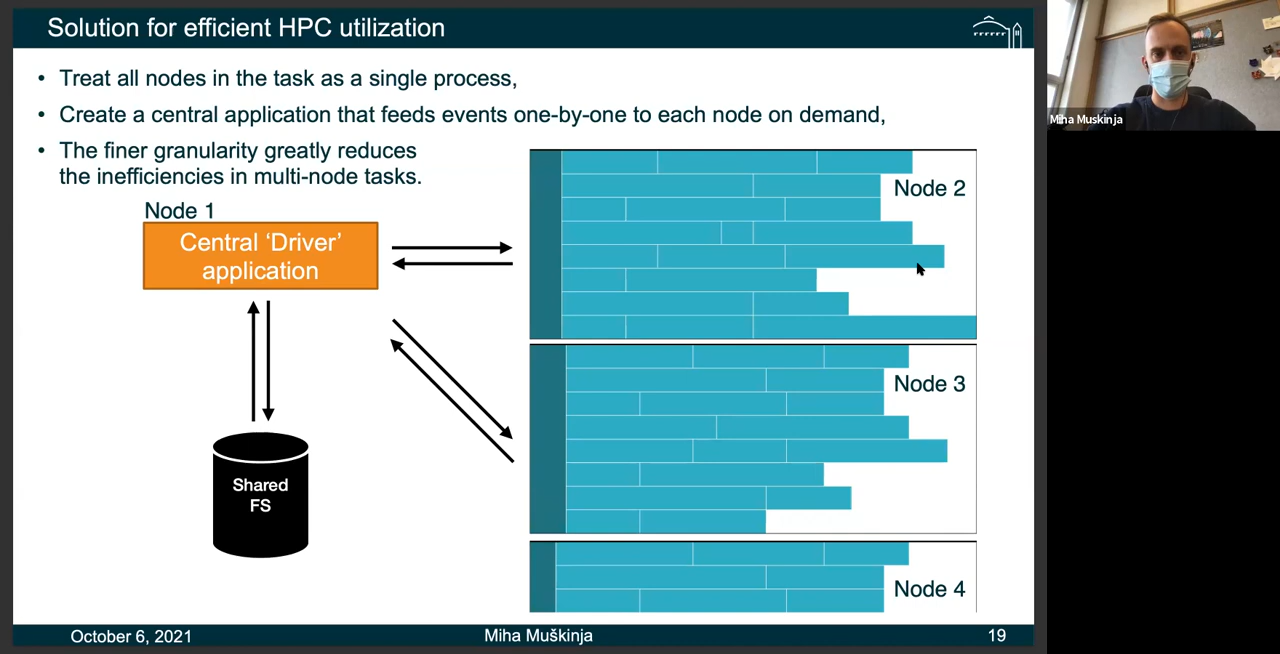 Solution for efficient HPC utilization
• Treat all nodes in the task as a single process,
• Create a central application that feeds events one-by-one to each node on demand,
• The finer granularity greatly reduces
the inefficiencies in multi-node tasks.
Node 1
Central ‘Driver’
application
Shared
FS
Node 2
Node 3
Node 4
October 6, 2021
Miha Muškinja
19
Miha Muskinja